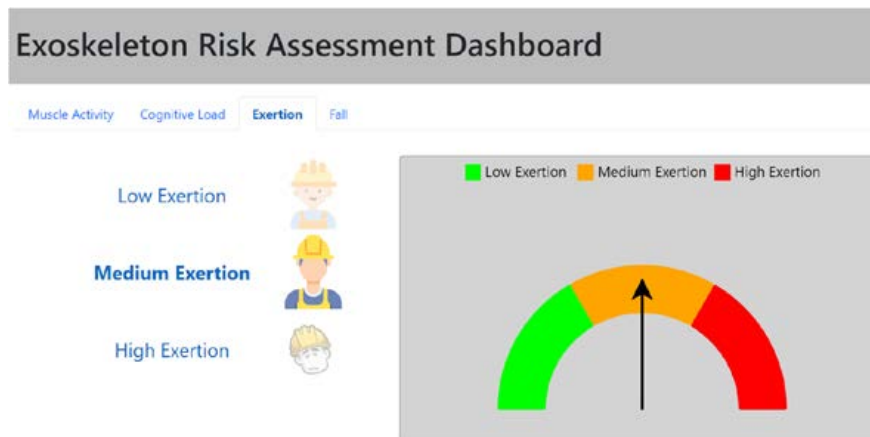 Exoskeleton Risk Assessment Dashboard
Muscle Activity Cognitive Load Exertion Fall
Low Exertion
Medium Exertion
High Exertion
Low Exertion Medium Exertion High Exertion